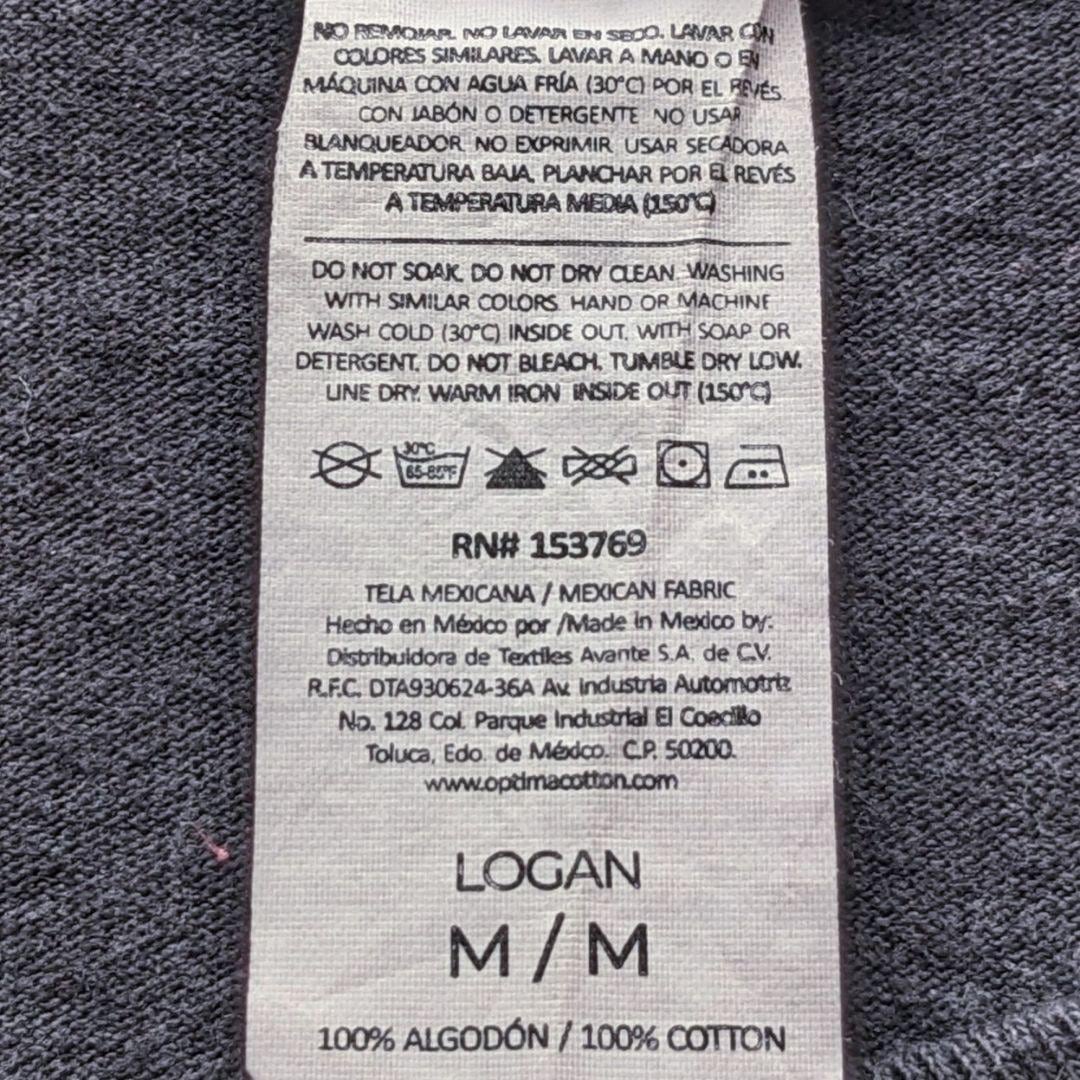 NO REMOJAR. NO LAVAR EN SECO. LAVAR CON
COLORES SIMILARES. LAVAR A MANO O EN
MÁQUINA CON AGUA FRÍA (30°C) POR EL REVÉS.
CON JABÓN O DETERGENTE NO USAR
BLANQUEADOR. NO EXPRIMIR. USAR SECADORA
A TEMPERATURA BAJA. PLANCHAR POR EL REVÉS
A TEMPERATURA MEDIA (150°C)
DO NOT SOAK. DO NOT DRY CLEAN. WASHING
WITH SIMILAR COLORS. HAND OR MACHINE
WASH COLD (30°C) INSIDE OUT. WITH SOAP OR
DETERGENT. DO NOT BLEACH. TUMBLE DRY LOW.
LINE DRY. WARM IRON INSIDE OUT (150°C)
30°C
65-85°F
RN# 153769
TELA MEXICANA / MEXICAN FABRIC
Hecho en México por /Made in Mexico by:
Distribuidora de Textiles Avante S.A. de C.V.
R.F.C. DTA930624-36A Av. Industria Automotriz
No. 128 Col. Parque Industrial El Coecillo
Toluca, Edo. de México. C.P. 50200.
www.optimacotton.com
LOGAN
M / M
100% ALGODÓN / 100% COTTON